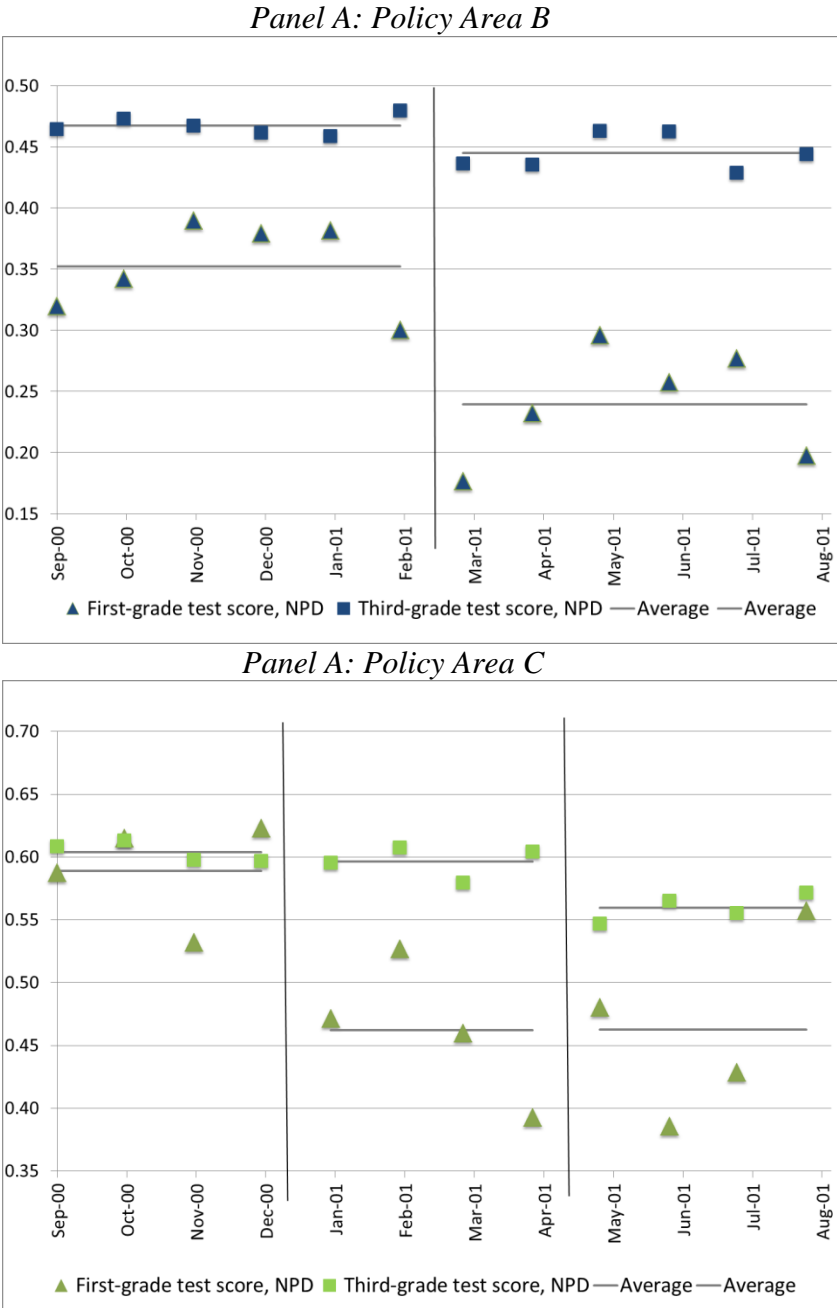 Panel A: Policy Area B
0.50
0.45
0.40
0.35
0.30
0.25
0.20
0.15
Sep-00 Oct-00 Nov-00 Dec-00 Jan-01 Feb-01 Mar-01 Apr-01 May-01 Jun-01 Jul-01 Aug-01
First-grade test score, NPD Third-grade test score, NPD Average Average
Panel A: Policy Area C
0.70
0.65
0.60
0.55
0.50
0.45
0.40
0.35
Sep-00 Oct-00 Nov-00 Dec-00 Jan-01 Feb-01 Mar-01 Apr-01 May-01 Jun-01 Jul-01 Aug-01
First-grade test score, NPD Third-grade test score, NPD Average Average